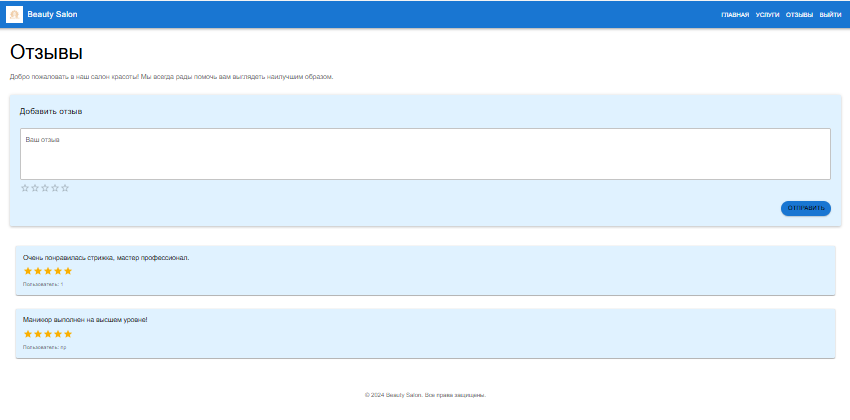 Beauty Salon
ГЛАВНАЯ УСЛУГИ ОТЗЫВЫ ВЫЙТИ
Отзывы
Добро пожаловать в наш салон красоты! Мы всегда рады помочь вам выглядеть наилучшим образом.
Добавить отзыв
Ваш отзыв
ОТПРАВИТЬ
Очень понравилась стрижка, мастер профессионал.
Пользователь: 1
Маникюр выполнен на высшем уровне!
Пользователь:
© 2024 Beauty Salon. Все права защищены.